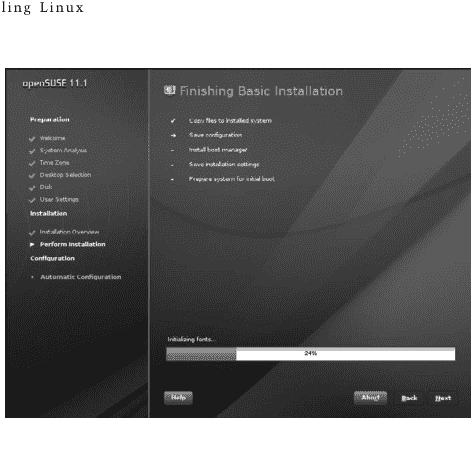 ling Linux
openSUSE 11.1
Preparation
Welcome
System Analysis
Time Zone
Desktop Selection
Disk
User Settings
Installation
Installation Overview
Perform Installation
Configuration
Automatic Configuration
Finishing Basic Installation
Copy files to installed system
Save configuration
Install boot manager
Save installation settings
Prepare system for initial boot
Initializing fonts...
24%
Help
About
Back
Next